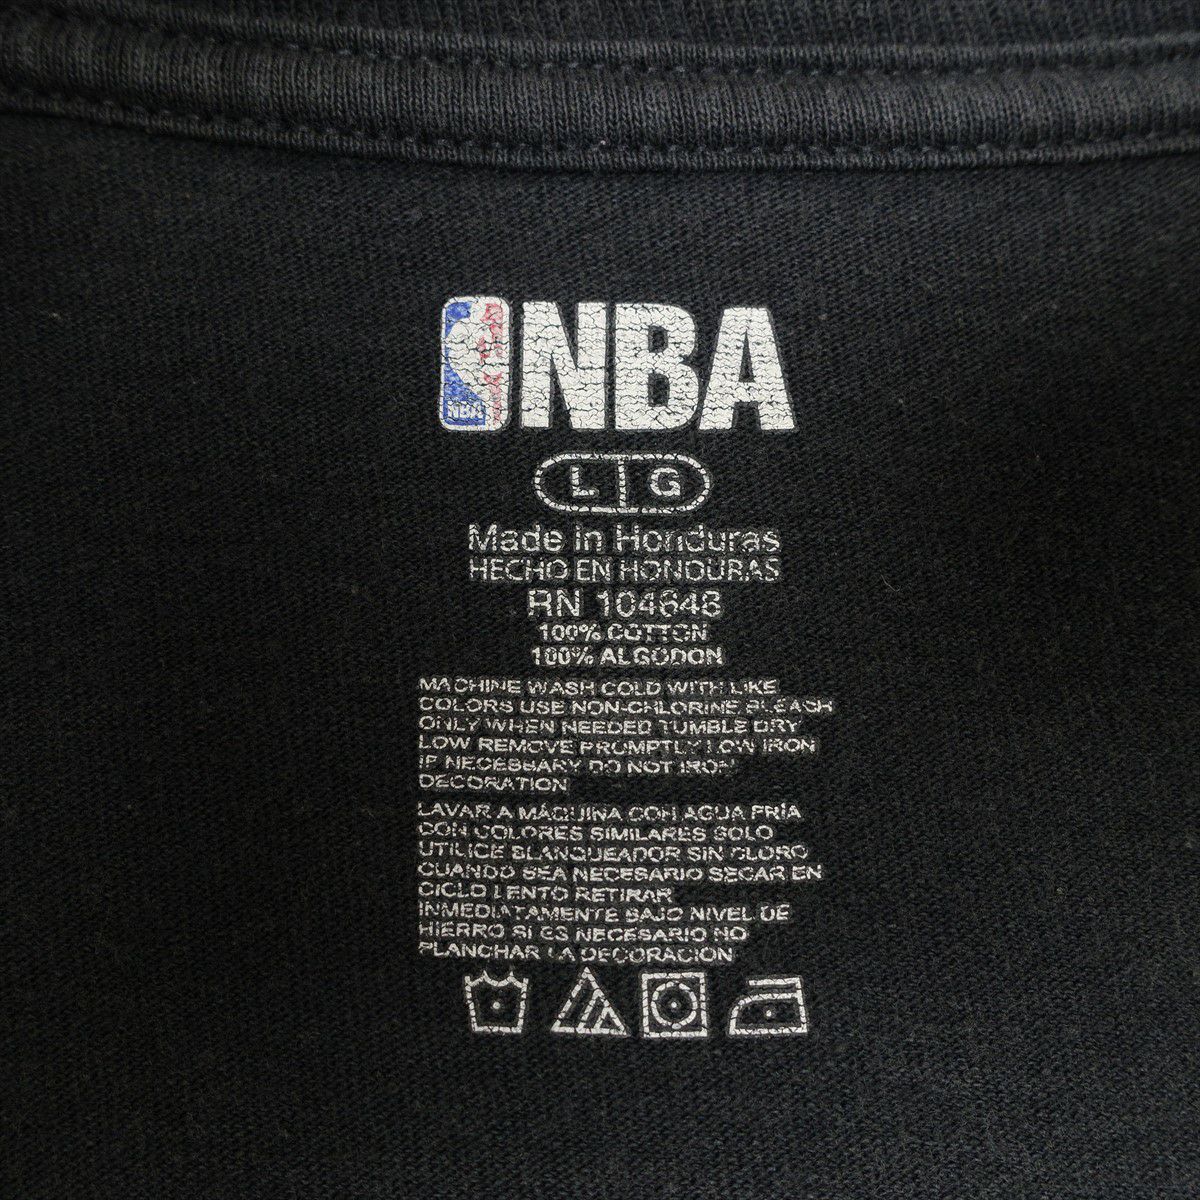 NBA NBA
L G
Made in Honduras
HECHO EN HONDURAS
RN 104648
100% COTTON
100% ALGODON
MACHINE WASH COLD WITH LIKE
COLORS USE NON-CHLORINE BLEACH
ONLY WHEN NEEDED TUMBLE DRY
LOW REMOVE PROMPTLY LOW IRON
IF NECESSARY DO NOT IRON
DECORATION
LAVAR A MÁQUINA CON AGUA FRÍA
CON COLORES SIMILARES SOLO
UTILICE BLANQUEADOR SIN CLORO
CUANDO SEA NECESARIO SECAR EN
CICLO LENTO RETIRAR
INMEDIATAMENTE BAJO NIVEL DE
HIERRO SI ES NECESARIO NO
PLANCHAR LA DECORACIÓN